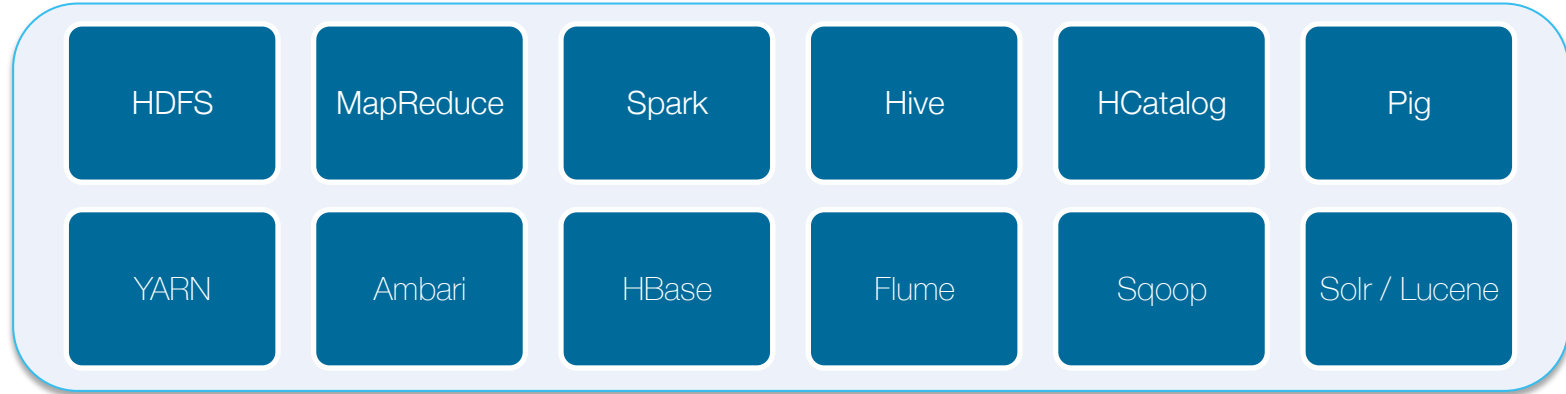 HDFS
MapReduce
Spark
Hive
HCatalog
Pig
YARN
Ambari
HBase
Flume
Sqoop
Solr / Lucene